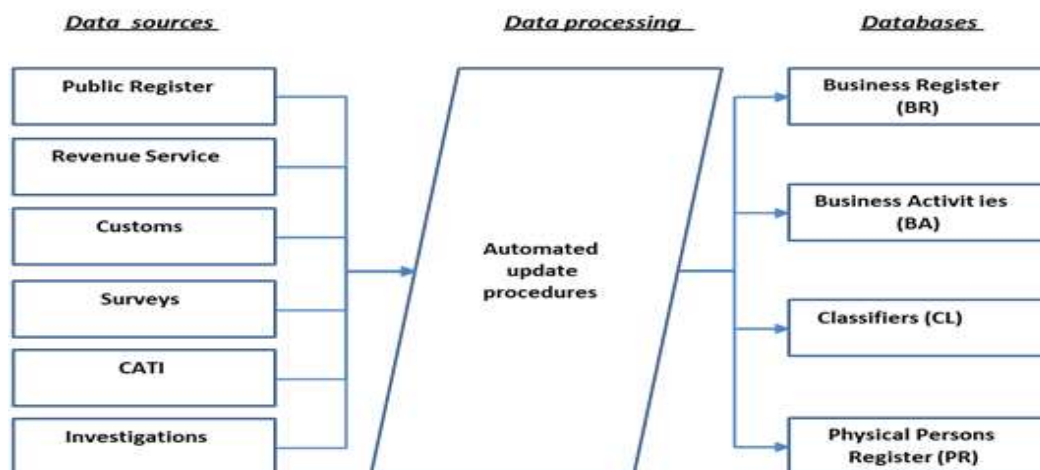 Data sources
Data processing
Databases
Public Register
Revenue Service
Customs
Surveys
CATI
Investigations
Automated
update
procedures
Business Register
(BR)
Business Activit ies
(BA)
Classifiers (CL)
Physical Persons
Register (PR)